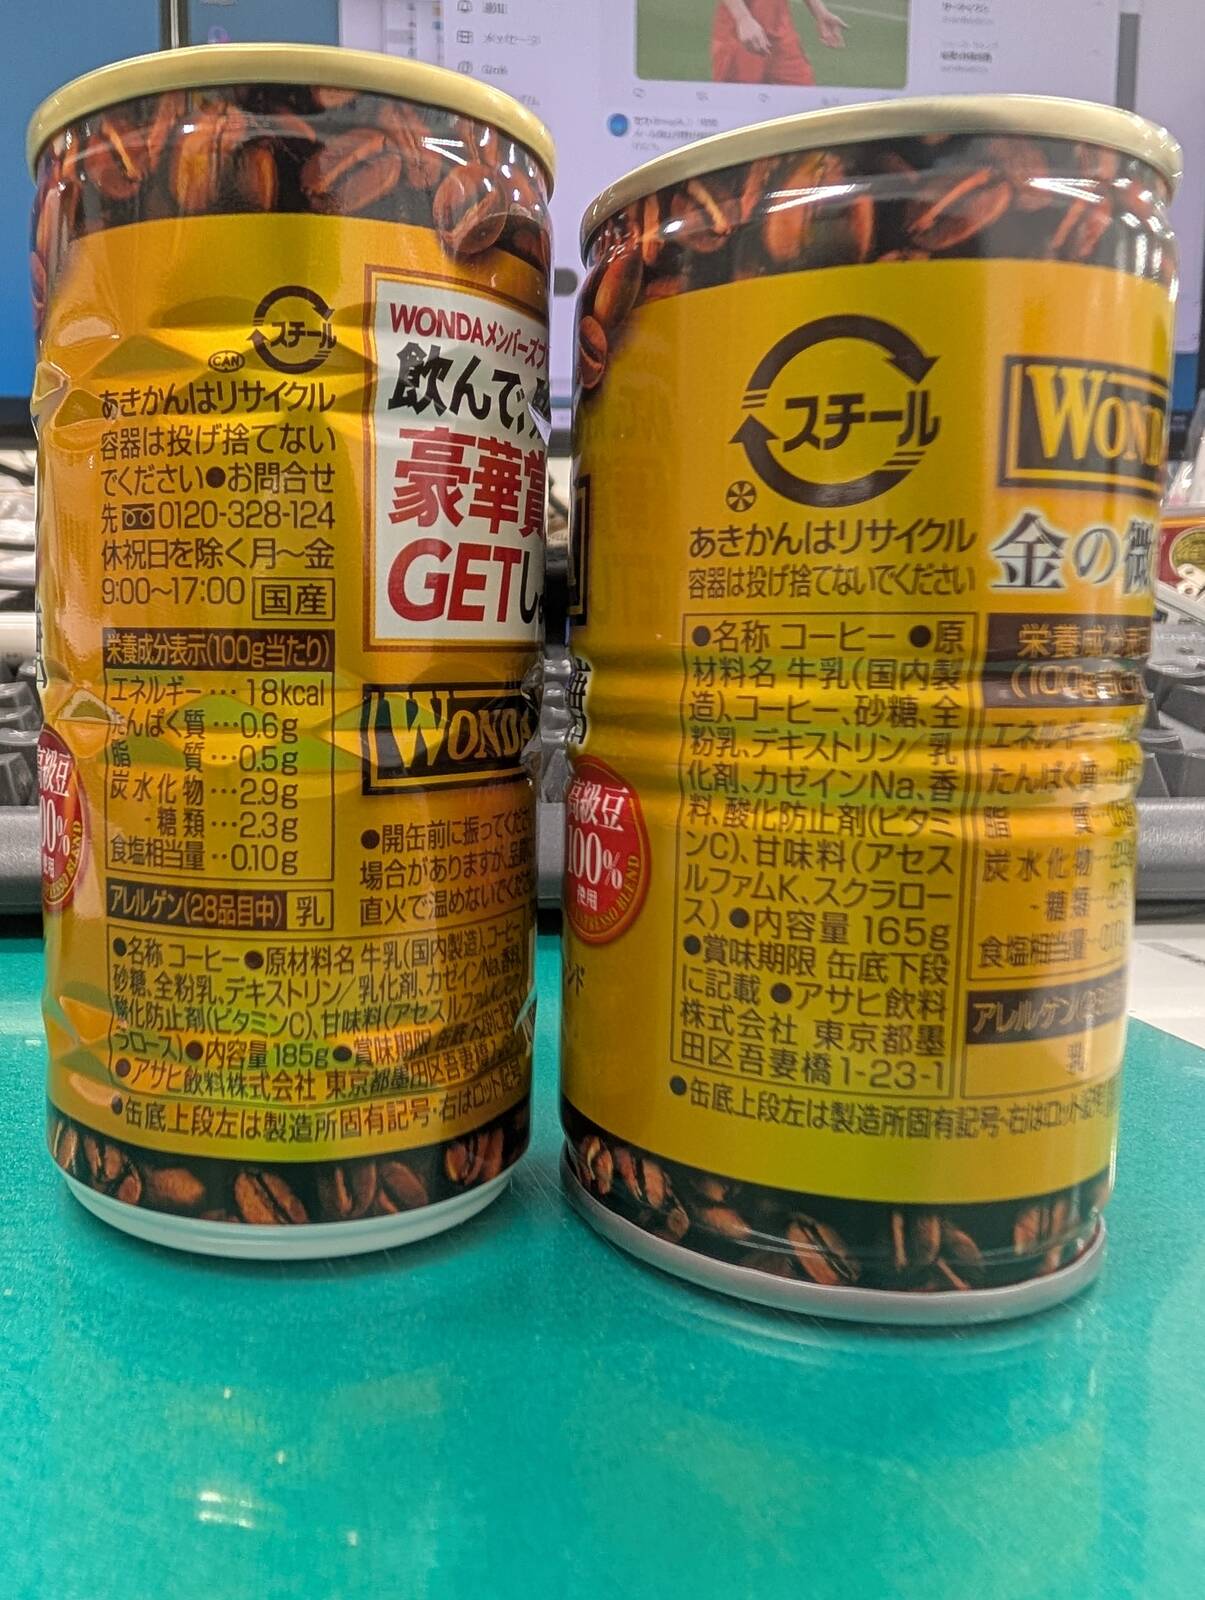 スチール
CAN
あきかんはリサイクル
容器は投げ捨てない
でください●お問合せ
先 0120-328-124
休祝日を除く月～金
9:00～17:00 国産
栄養成分表示(100g当たり)
エネルギー…18kcal
たんぱく質…0.6g
脂 質…0.5g
炭水化物…2.9g
-糖類…2.3g
食塩相当量‥0.10g
アレルゲン(28品目中) 乳
●名称 コーヒー●原材料名 牛乳(国内製造)、コーヒー、
砂糖、全粉乳、デキストリン/乳化剤、カゼインNa、香料、
酸化防止剤(ビタミンC)、甘味料(アセスルファムK、スク
ラロース)●内容量 185g●賞味期限
●アサヒ飲料株式会社 東京都墨田区吾妻橋
●缶底上段左は製造所固有記号・右はロット記号
WONDAメンバーズ
飲んで、
豪華賞
GET
WONDA
●開缶前に振ってくださ
場合がありますが、品質
直火で温めないでくださ
級豆
00%
使用
スチール
あきかんはリサイクル
容器は投げ捨てないでください
●名称 コーヒー ●原
材料名 牛乳(国内製
造)、コーヒー、砂糖、全
粉乳、デキストリン/乳
化剤、カゼインNa、香
料、酸化防止剤(ビタミ
ンC)、甘味料(アセス
ルファムK、スクラロー
ス) ●内容量 165g
●賞味期限 缶底下段
に記載 ●アサヒ飲料
株式会社 東京都墨
田区吾妻橋1-23-1
●缶底上段左は製造所固有記号・右はロット記号
WOND
金の微
栄養成分表示
(100g当た
エネルギー
たんぱく質
脂 質
炭水化物
-糖類
食塩相当量
アレルゲン
乳
高級豆
100%
使用
ESPRESSO BLEND
ンド